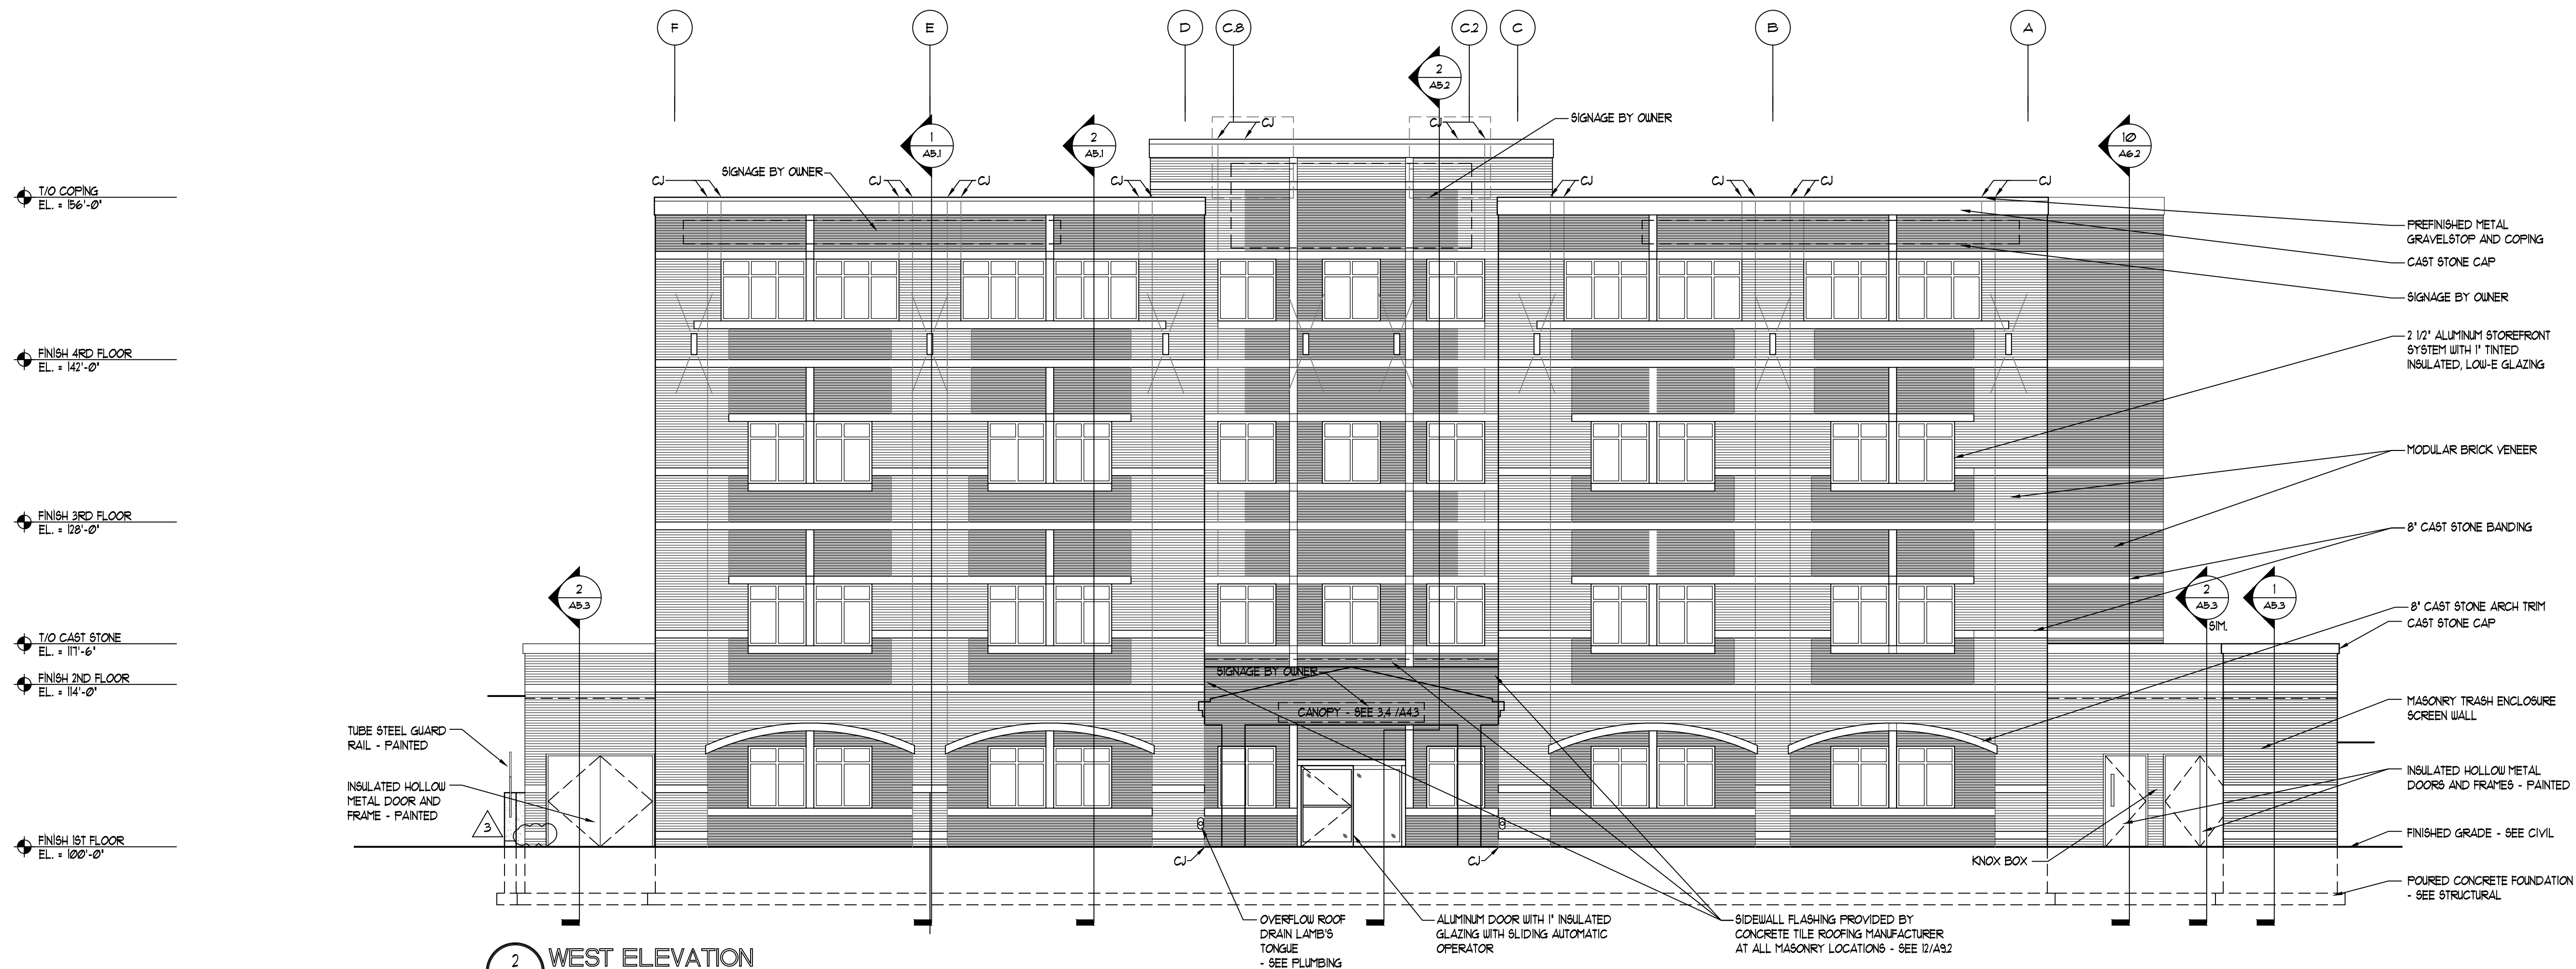 F
E
D
C.8
C.2
C
B
A
2
A5.2
1
A5.1
2
A5.1
10
A6.2
CJ
CJ
SIGNAGE BY OWNER
SIGNAGE BY OWNER
CJ
CJ
CJ
CJ
CJ
CJ
CJ
CJ
T/O COPING
EL. = 156'-0"
FINISH 4RD FLOOR
EL. = 142'-0"
FINISH 3RD FLOOR
EL. = 128'-0"
T/O CAST STONE
EL. = 117'-6"
FINISH 2ND FLOOR
EL. = 114'-0"
FINISH 1ST FLOOR
EL. = 100'-0"
PREFINISHED METAL
GRAVELSTOP AND COPING
CAST STONE CAP
SIGNAGE BY OWNER
2 1/2" ALUMINUM STOREFRONT
SYSTEM WITH 1" TINTED
INSULATED, LOW-E GLAZING
MODULAR BRICK VENEER
8" CAST STONE BANDING
2
A5.3
2
A5.3
SIM.
1
A5.3
8" CAST STONE ARCH TRIM
CAST STONE CAP
SIGNAGE BY OWNER
CANOPY - SEE 3,4 /A4.3
MASONRY TRASH ENCLOSURE
SCREEN WALL
TUBE STEEL GUARD
RAIL - PAINTED
INSULATED HOLLOW
METAL DOOR AND
FRAME - PAINTED
3
INSULATED HOLLOW METAL
DOORS AND FRAMES - PAINTED
FINISHED GRADE - SEE CIVIL
CJ
CJ
KNOX BOX
POURED CONCRETE FOUNDATION
- SEE STRUCTURAL
OVERFLOW ROOF
DRAIN LAMB'S
TONGUE
- SEE PLUMBING
ALUMINUM DOOR WITH 1" INSULATED
GLAZING WITH SLIDING AUTOMATIC
OPERATOR
SIDEWALL FLASHING PROVIDED BY
CONCRETE TILE ROOFING MANUFACTURER
AT ALL MASONRY LOCATIONS - SEE 12/A9.2
2
WEST ELEVATION